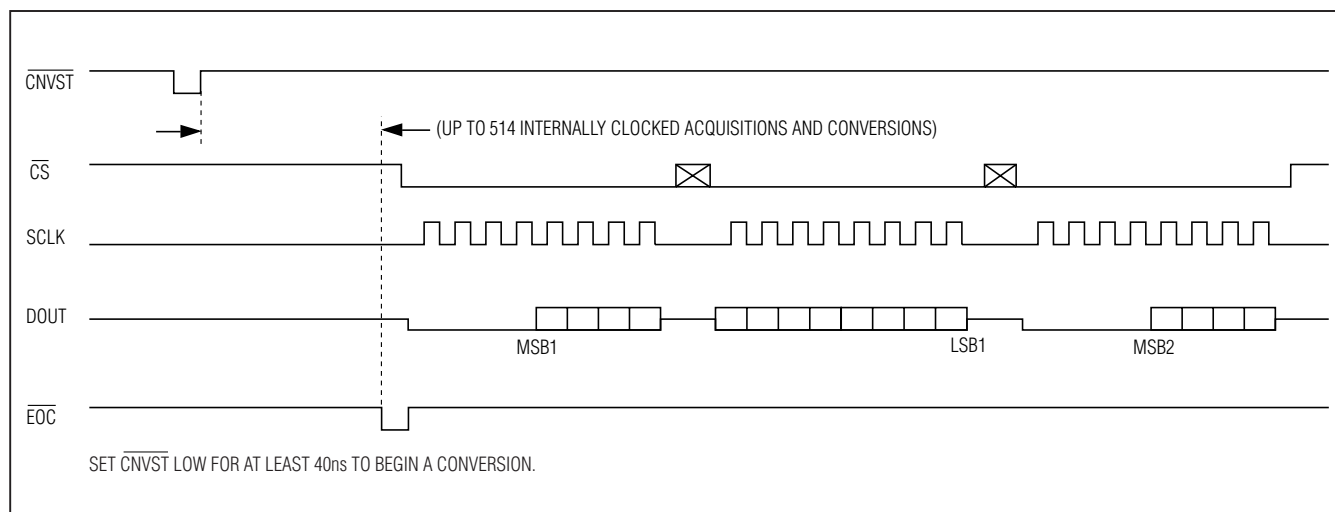 CNVST
(UP TO 514 INTERNALLY CLOCKED ACQUISITIONS AND CONVERSIONS)
CS
SCLK
DOUT
MSB1
LSB1
MSB2
EOC
SET CNVST LOW FOR AT LEAST 40ns TO BEGIN A CONVERSION.